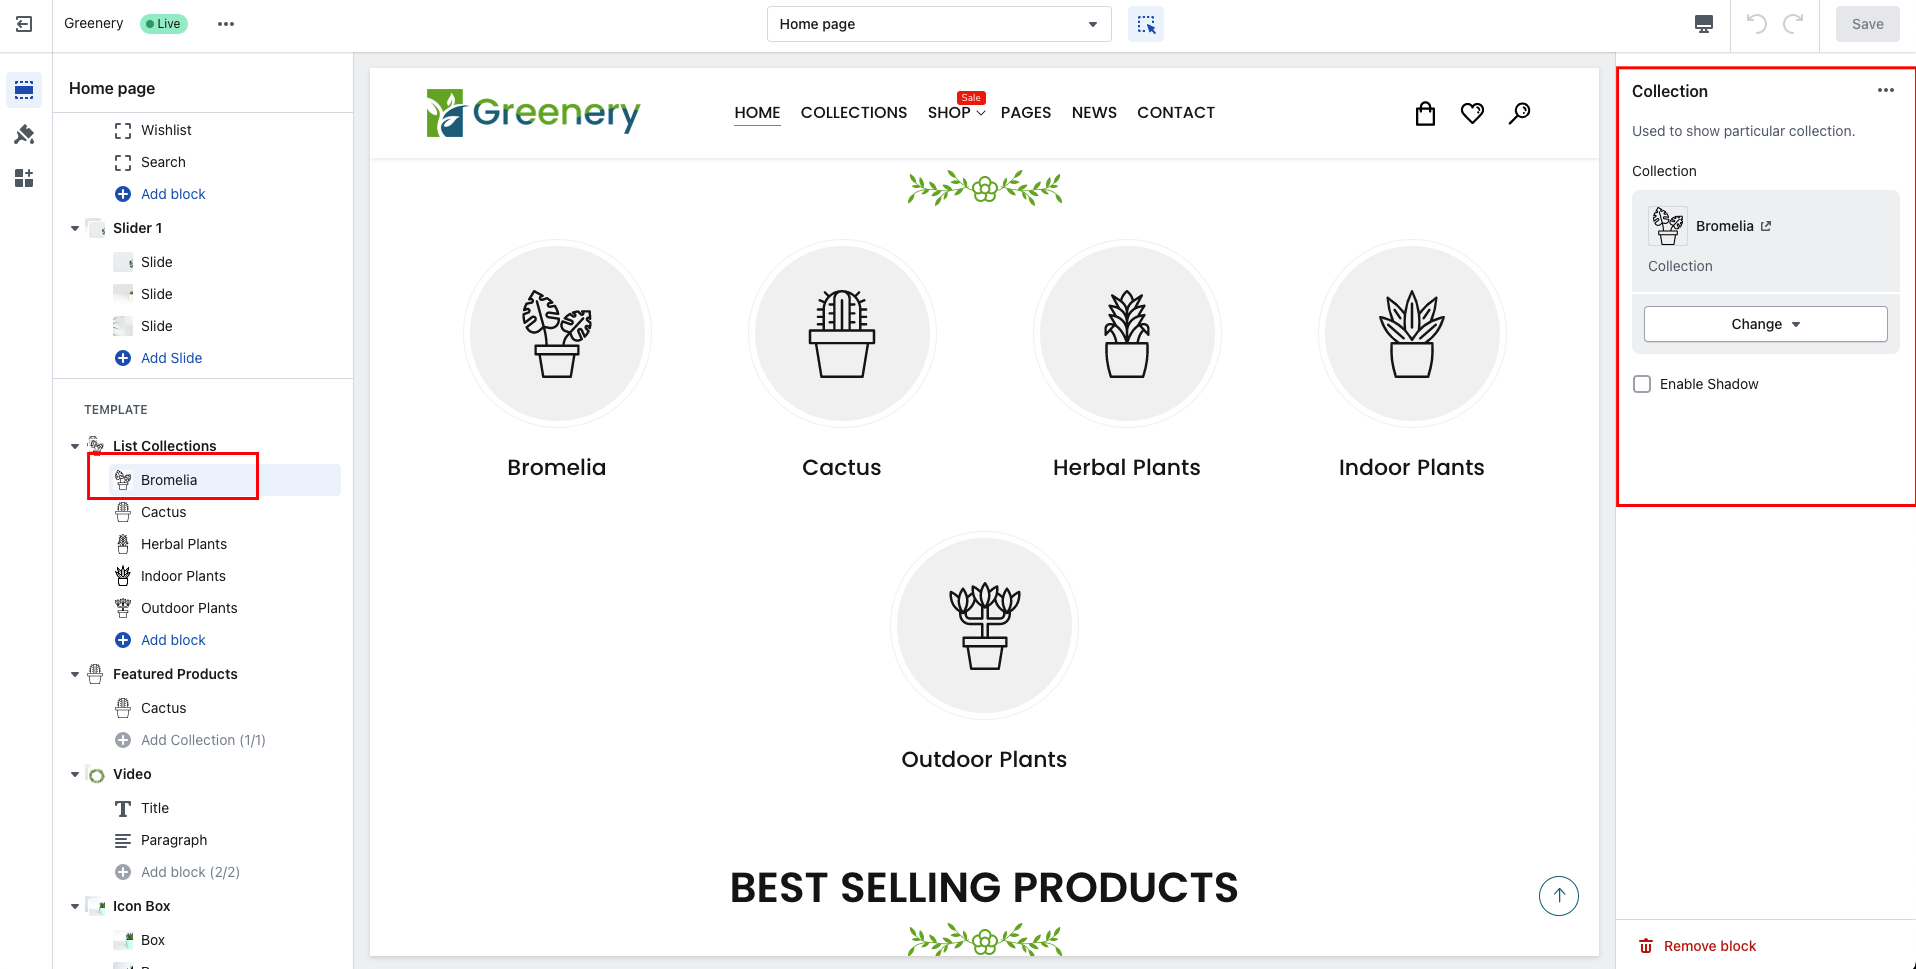 Greenery
Live
Home page
Save
Home page
Wishlist
Search
Add block
Slider 1
Slide
Slide
Slide
Add Slide
TEMPLATE
List Collections
Bromelia
Cactus
Herbal Plants
Indoor Plants
Outdoor Plants
Add block
Featured Products
Cactus
Add Collection (1/1)
Video
Title
Paragraph
Add block (2/2)
Icon Box
Box
Greenery
HOME COLLECTIONS SHOP Sale PAGES NEWS CONTACT
Bromelia
Cactus
Herbal Plants
Indoor Plants
Outdoor Plants
BEST SELLING PRODUCTS
Collection
Used to show particular collection.
Collection
Bromelia
Collection
Change
Enable Shadow
Remove block